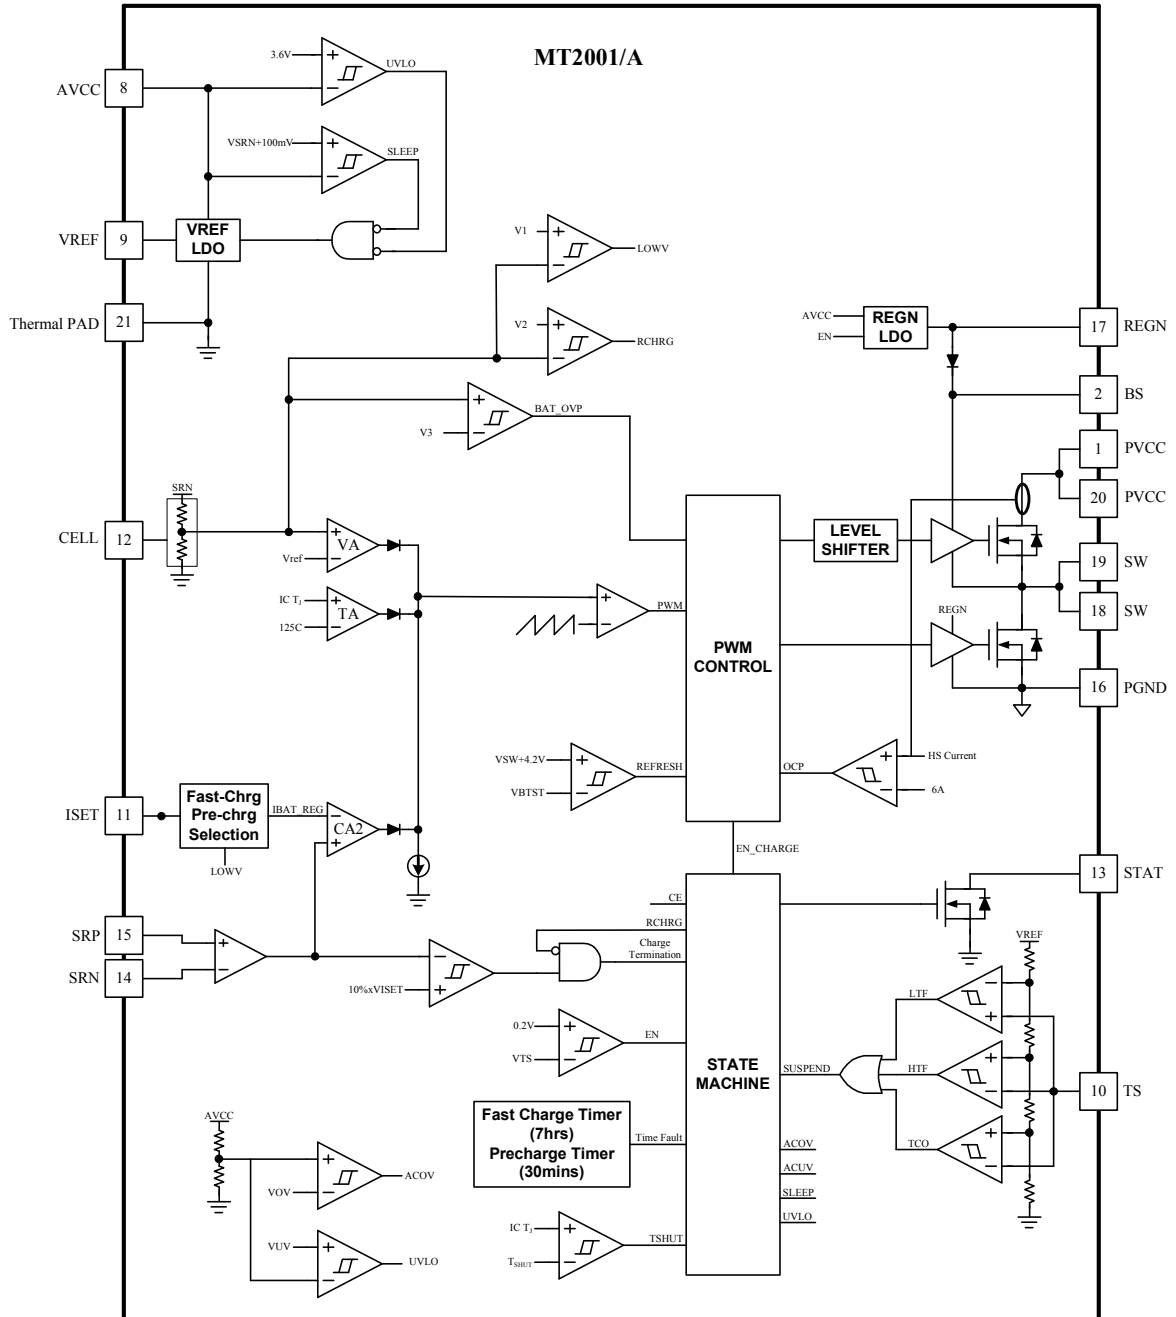 MT2001/A
3.6V
+
UVLO
−
AVCC
8
VSRN+100mV
+
SLEEP
−
VREF
9
VREF
LDO
V1
+
LOWV
−
Thermal PAD
21
V2
+
RCHRG
−
AVCC
EN
REGN
LDO
17
REGN
+
BAT_OVP
V3
−
2
BS
1
PVCC
20
PVCC
SRN
CELL
12
+
VA
Vref
−
LEVEL
SHIFTER
19
SW
IC TJ
+
TA
125C
−
+
PWM
−
18
SW
REGN
PWM
CONTROL
16
PGND
VSW+4.2V
+
REFRESH
VBTST
−
OCP
+
HS Current
−
6A
ISET
11
Fast-Chrg
Pre-chrg
Selection
IBAT_REG
−
CA2
+
LOWV
EN_CHARGE
13
STAT
CE
RCHRG
Charge
Termination
SRP
15
+
SRN
14
−
−
10%xVISET
+
VREF
LTF
−
+
0.2V
+
EN
VTS
−
STATE
MACHINE
SUSPEND
HTF
+
−
10
TS
Fast Charge Timer
(7hrs)
Precharge Timer
(30mins)
Time Fault
TCO
+
−
AVCC
+
ACOV
VOV
−
ACOV
ACUV
SLEEP
UVLO
VUV
+
UVLO
−
IC TJ
+
TSHUT
TSHUT
−